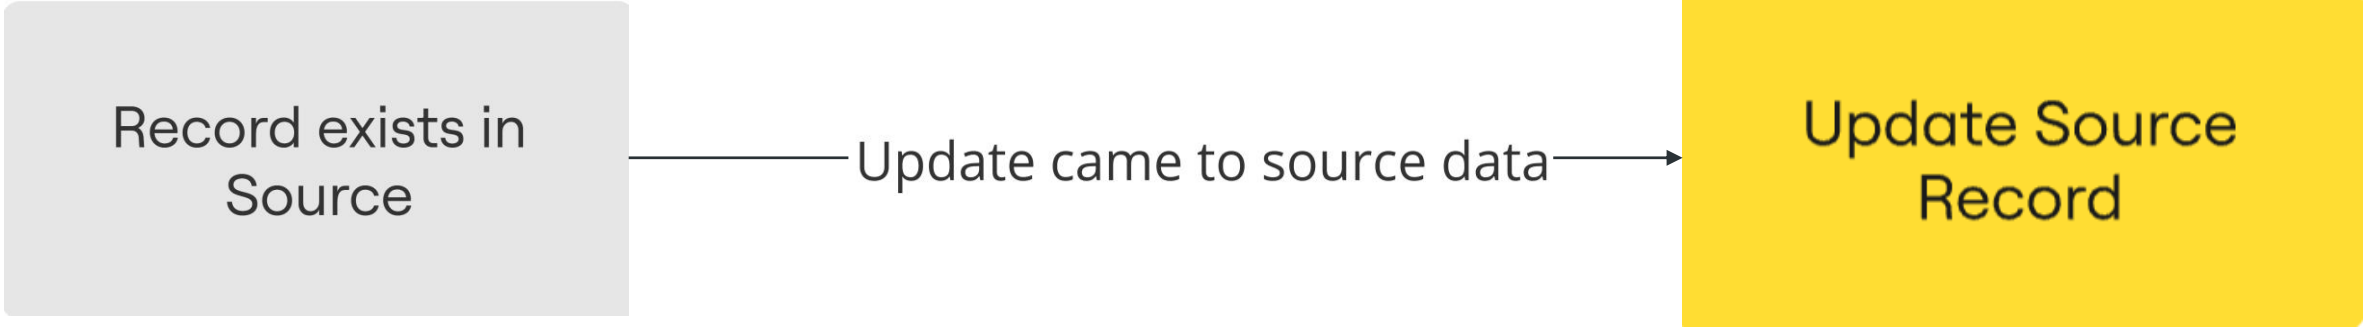 Record exists in
Source
Update came to source data
Update Source
Record